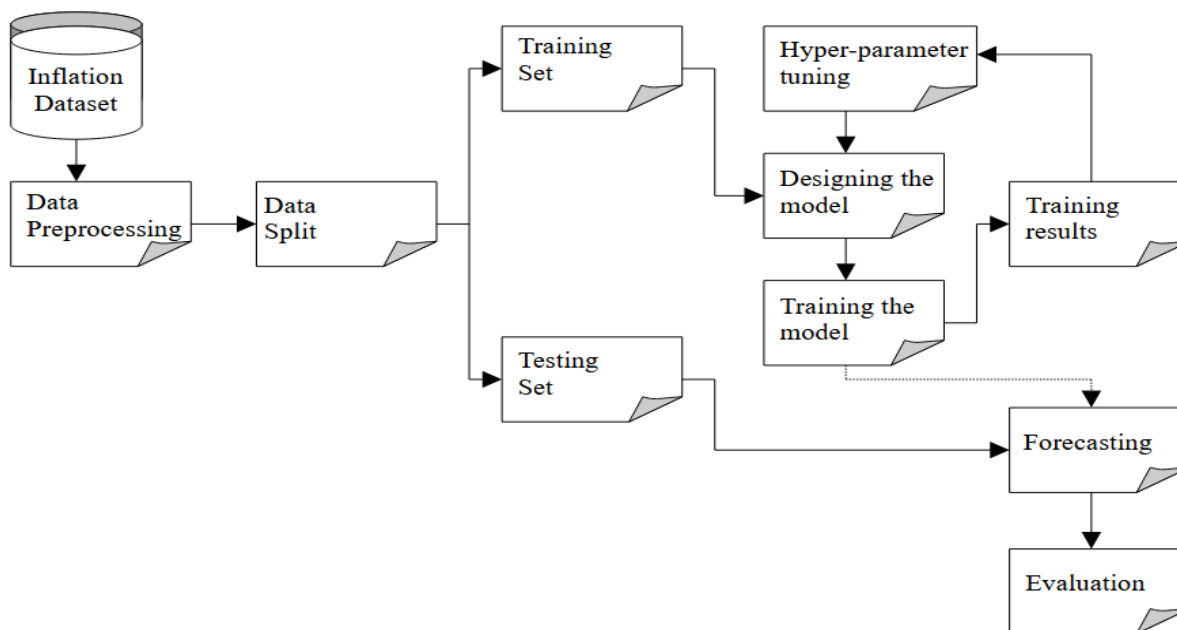 Inflation
Dataset
Data
Preprocessing
Data
Split
Training
Set
Testing
Set
Hyper-parameter
tuning
Designing the
model
Training the
model
Training
results
Forecasting
Evaluation